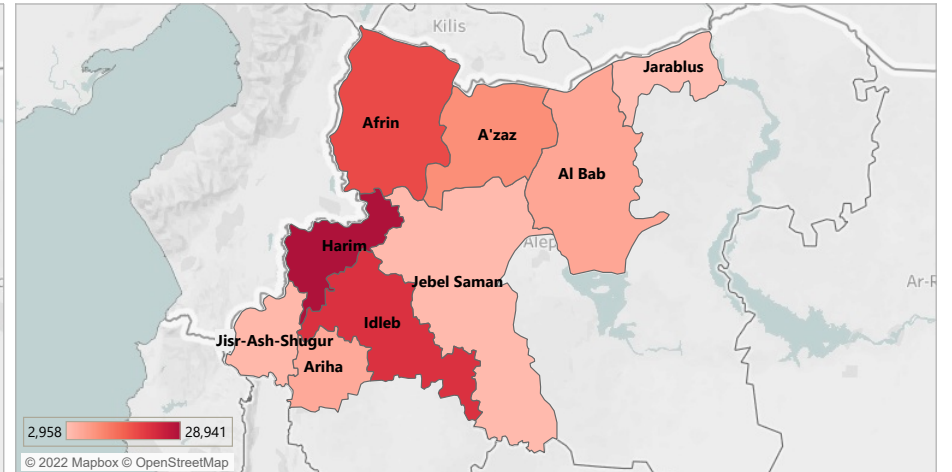 Kilis
Jarablus
Afrin
A'zaz
Al Bab
Harim
Alep
Jebel Saman
Ar-R
Idleb
Jisr-Ash-Shugur
Ariha
2,958
28,941
© 2022 Mapbox © OpenStreetMap